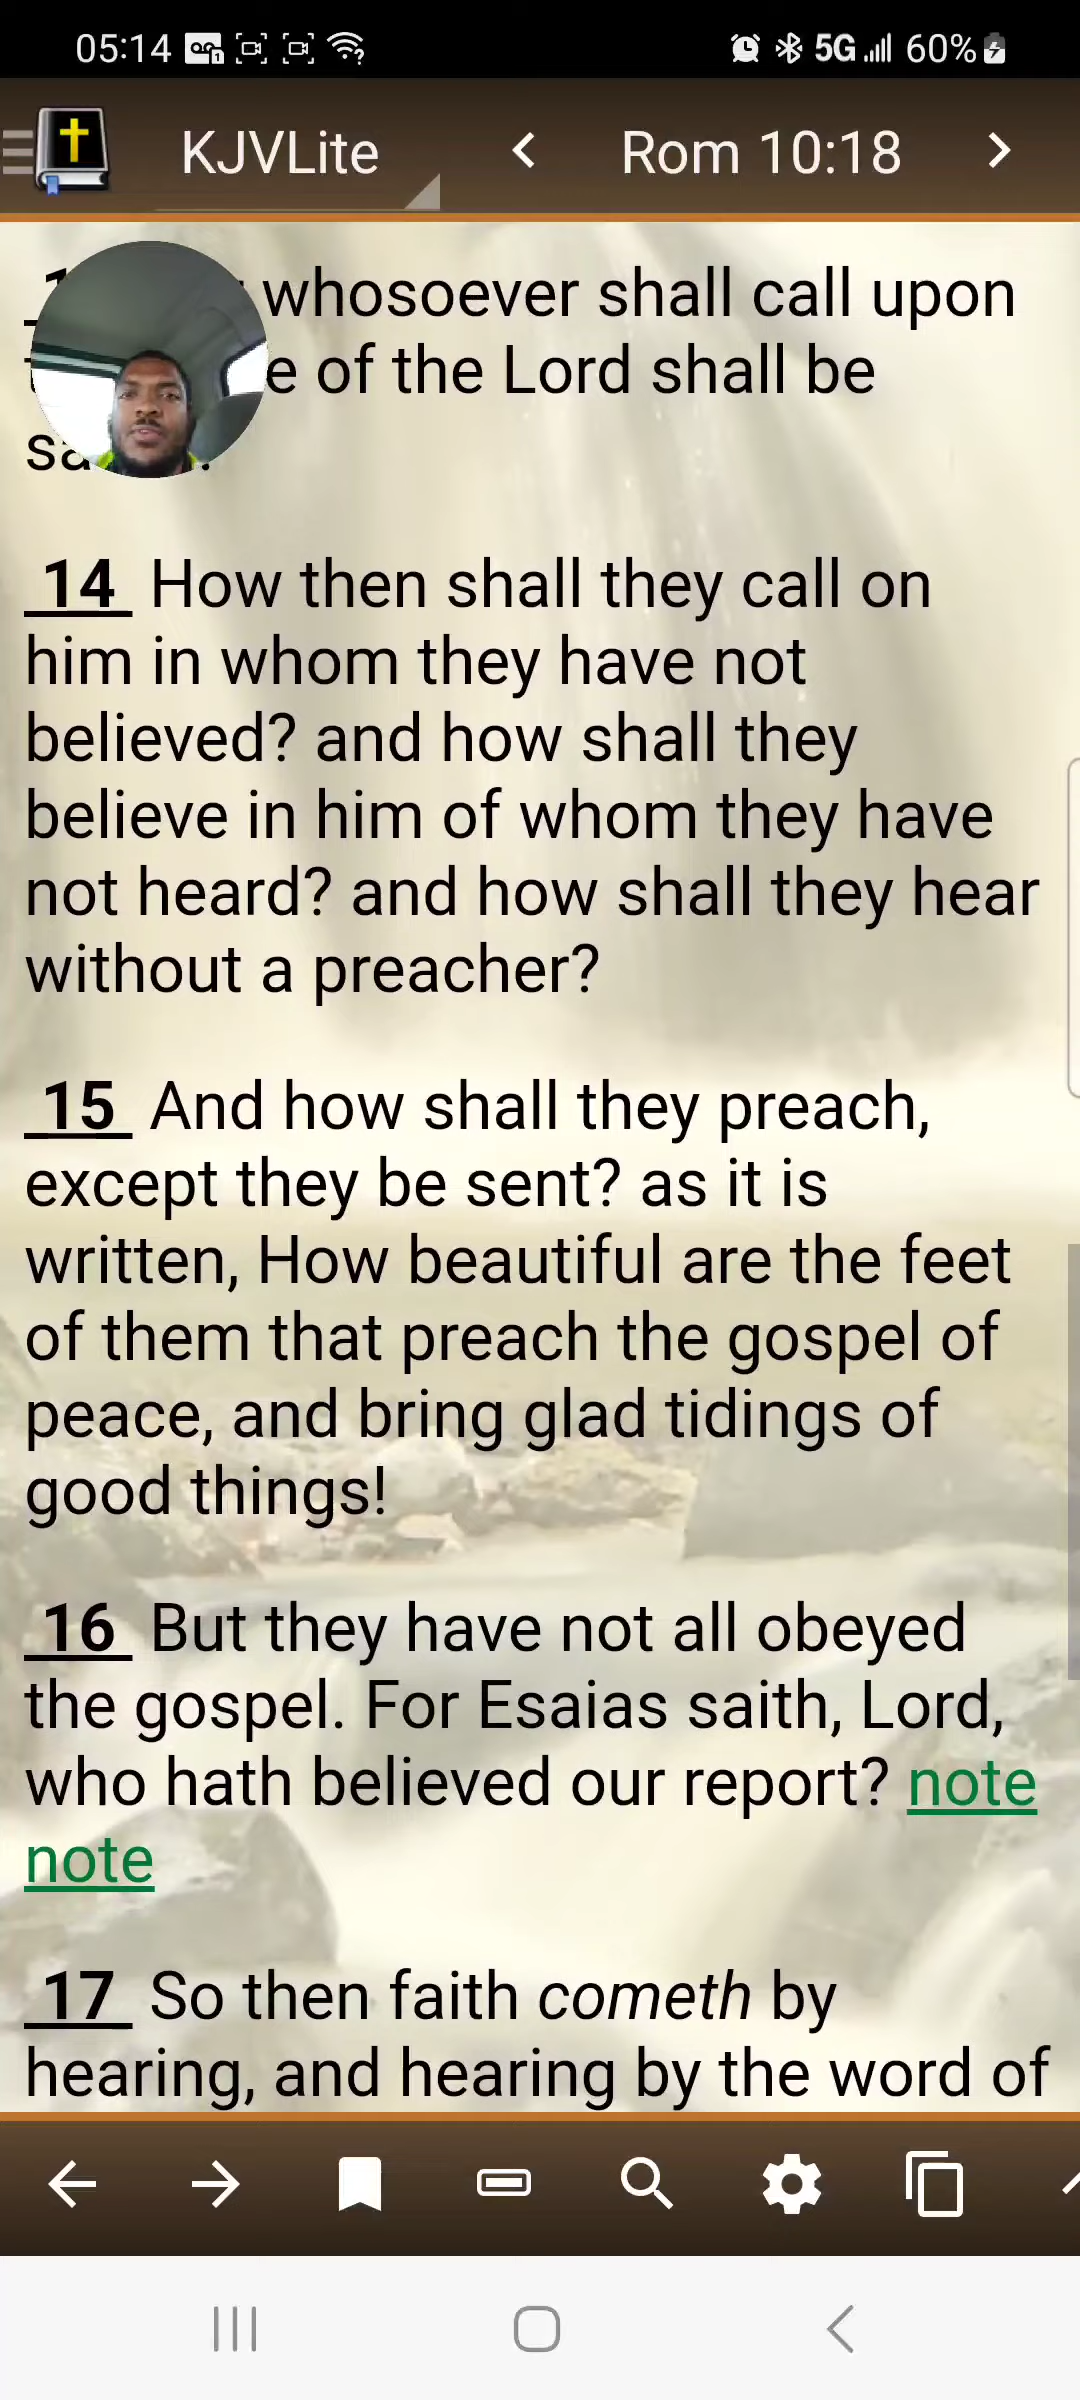 05:14 5G 60%
KJVLite < Rom 10:18 >
whosoever shall call upon
of the Lord shall be
14 How then shall they call on
him in whom they have not
believed? and how shall they
believe in him of whom they have
not heard? and how shall they hear
without a preacher?
15 And how shall they preach,
except they be sent? as it is
written, How beautiful are the feet
of them that preach the gospel of
peace, and bring glad tidings of
good things!
16 But they have not all obeyed
the gospel. For Esaias saith, Lord,
who hath believed our report? note
note
17 So then faith cometh by
hearing, and hearing by the word of